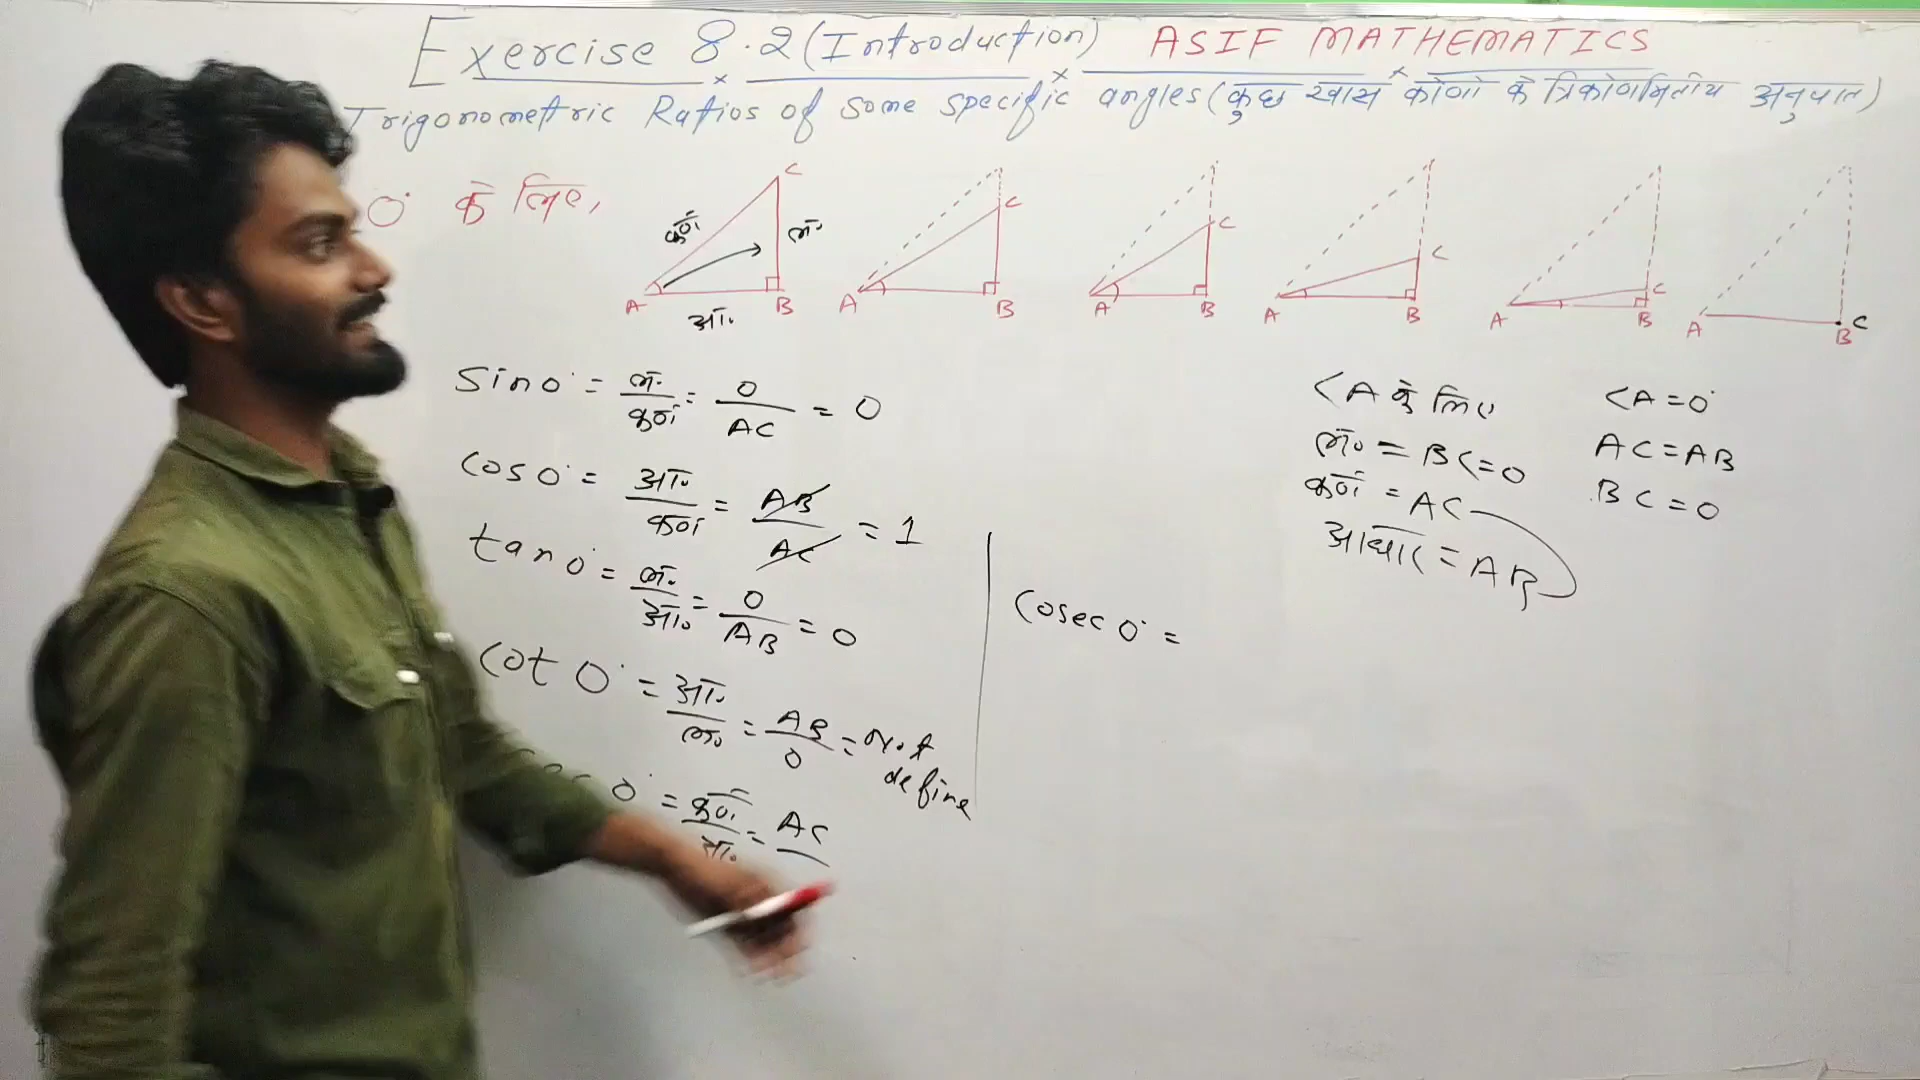 Exercise 8.2 (Introduction) ASIF MATHEMATICS
Trigonometric Ratios of some specific angles (कुछ खास कोणों के त्रिकोणमितीय अनुपात)
0° के लिए,
कर्ण
लं॰
आ॰
A B C
A B C
A B C
A B C
A B C
A B C
sin 0° = लं॰/कर्ण = 0/AC = 0
cos 0° = आ॰/कर्ण = AB/AC = 1
tan 0° = लं॰/आ॰ = 0/AB = 0
cot 0° = आ॰/लं॰ = AB/0 = Not define
0° = कर्ण/आ॰ = AC
cosec 0° =
<A के लिए
लं॰ = BC = 0
कर्ण = AC
आधार = AB
<A = 0°
AC = AB
BC = 0